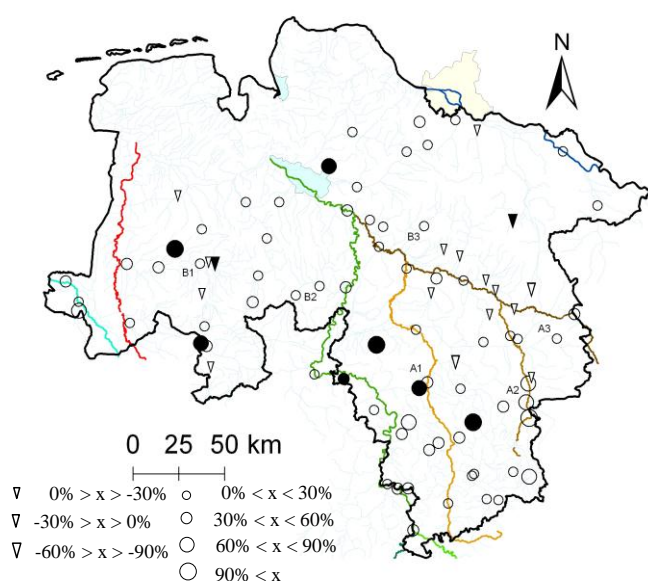 N
B3
B1
B2
A3
A1
A2
0 25 50 km
0% > x > -30%
0% < x < 30%
-30% > x > 0%
30% < x < 60%
-60% > x > -90%
60% < x < 90%
90% < x